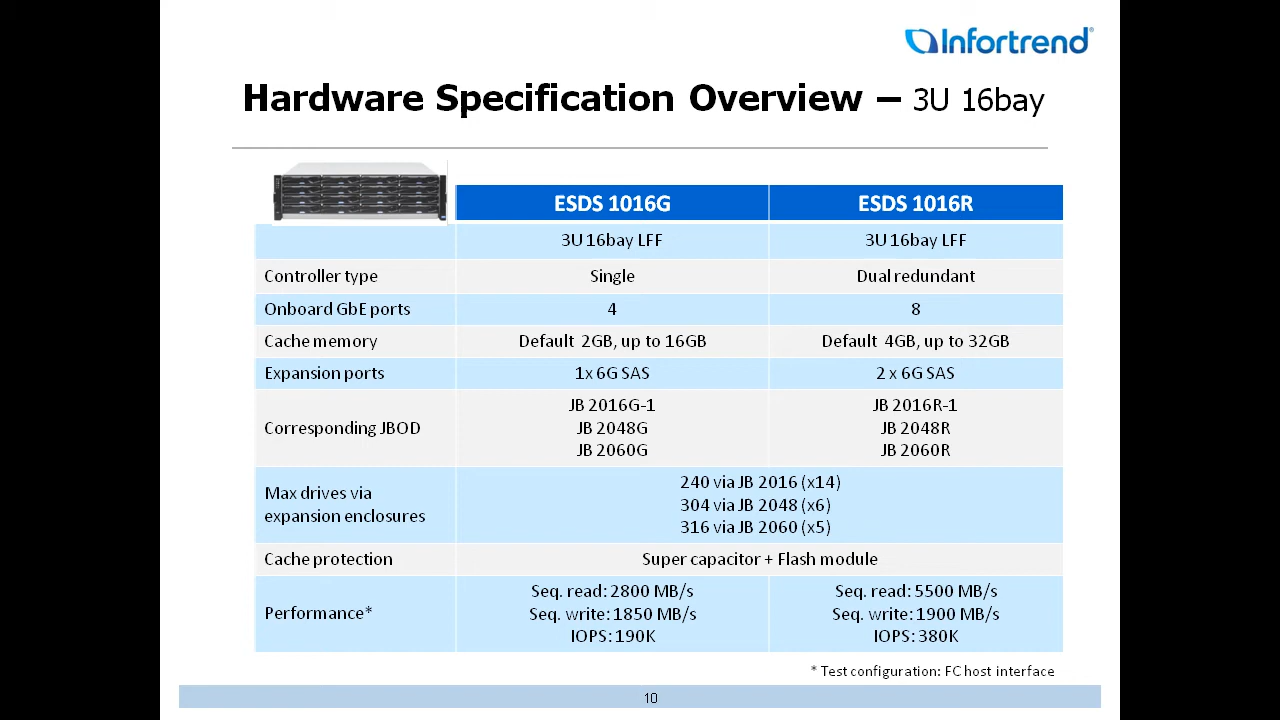 Infortrend®
Hardware Specification Overview – 3U 16bay
ESDS 1016G ESDS 1016R
3U 16bay LFF 3U 16bay LFF
Controller type Single Dual redundant
Onboard GbE ports 4 8
Cache memory Default 2GB, up to 16GB Default 4GB, up to 32GB
Expansion ports 1x 6G SAS 2 x 6G SAS
Corresponding JBOD
JB 2016G-1
JB 2048G
JB 2060G
JB 2016R-1
JB 2048R
JB 2060R
Max drives via
expansion enclosures
240 via JB 2016 (x14)
304 via JB 2048 (x6)
316 via JB 2060 (x5)
Cache protection Super capacitor + Flash module
Performance*
Seq. read: 2800 MB/s
Seq. write: 1850 MB/s
IOPS: 190K
Seq. read: 5500 MB/s
Seq. write: 1900 MB/s
IOPS: 380K
* Test configuration: FC host interface
10